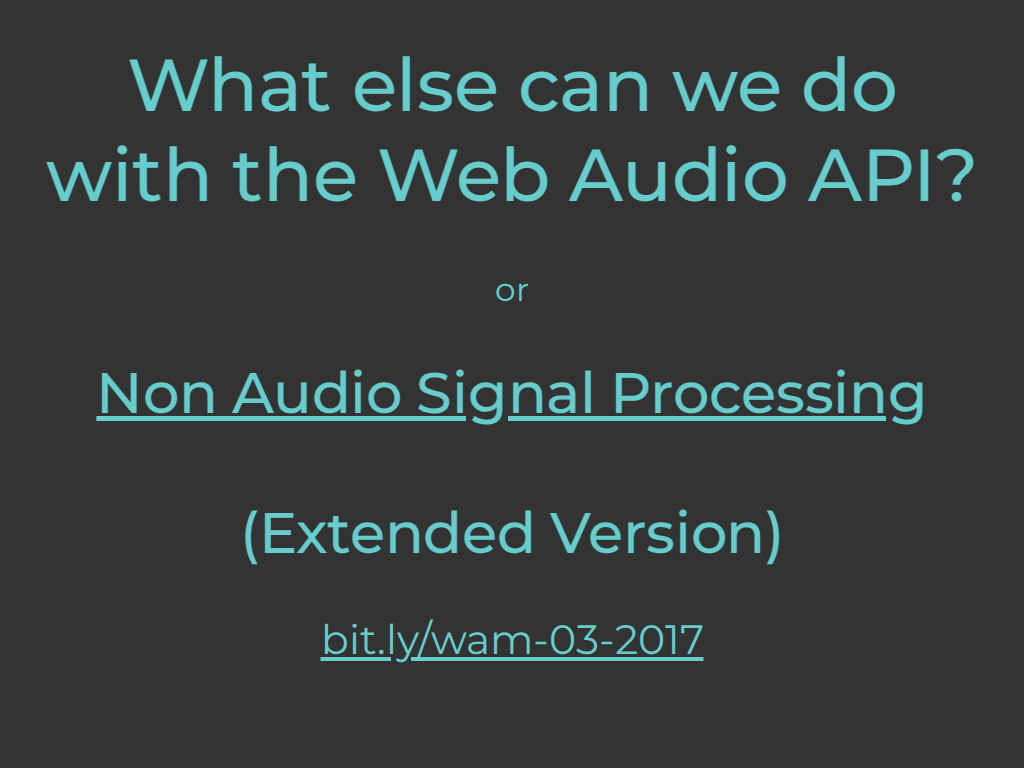 What else can we do
with the Web Audio API?
or
Non Audio Signal Processing
(Extended Version)
bit.ly/wam-03-2017